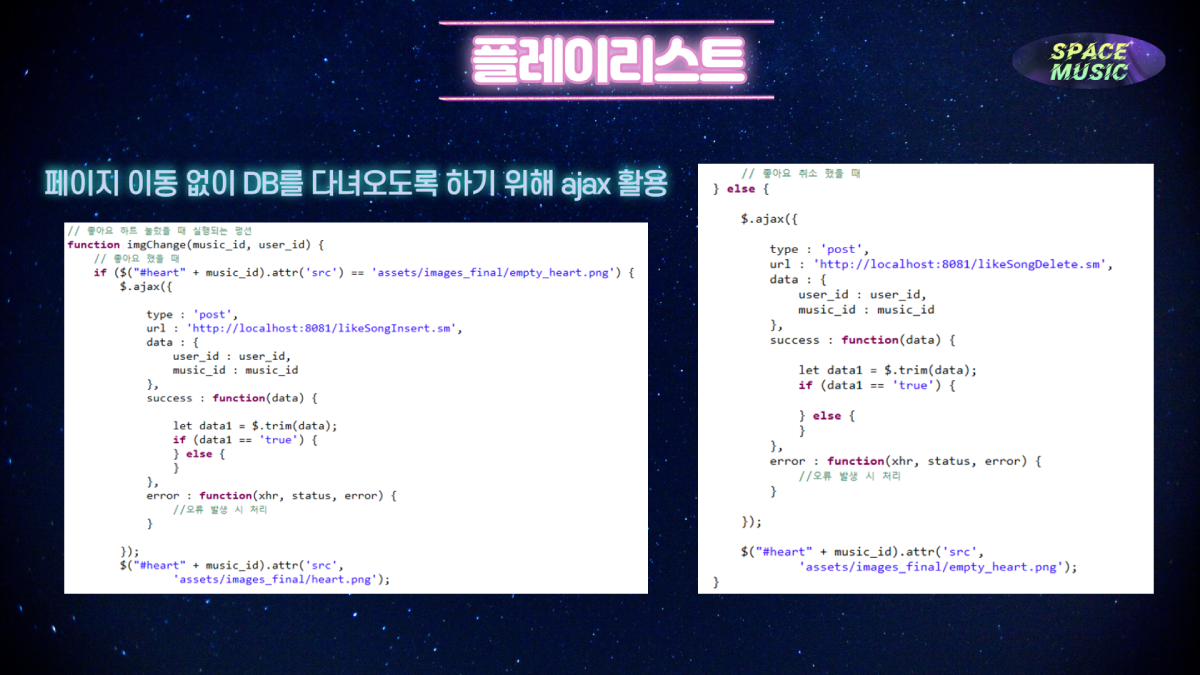 플레이리스트
SPACE
MUSIC
페이지 이동 없이 DB를 다녀오도록 하기 위해 ajax 활용
// 좋아요 하트 눌렀을 때 실행되는 펑션
function imgChange(music_id, user_id) {
// 좋아요 했을 때
if ($("#heart" + music_id).attr('src') == 'assets/images_final/empty_heart.png') {
$.ajax({
type : 'post',
url : 'http://localhost:8081/likeSongInsert.sm',
data : {
user_id : user_id,
music_id : music_id
},
success : function(data) {
let data1 = $.trim(data);
if (data1 == 'true') {
} else {
}
},
error : function(xhr, status, error) {
//오류 발생 시 처리
}
});
$("#heart" + music_id).attr('src',
'assets/images_final/heart.png');
// 좋아요 취소 했을 때
} else {
$.ajax({
type : 'post',
url : 'http://localhost:8081/likeSongDelete.sm',
data : {
user_id : user_id,
music_id : music_id
},
success : function(data) {
let data1 = $.trim(data);
if (data1 == 'true') {
} else {
}
},
error : function(xhr, status, error) {
//오류 발생 시 처리
}
});
$("#heart" + music_id).attr('src',
'assets/images_final/empty_heart.png');
}